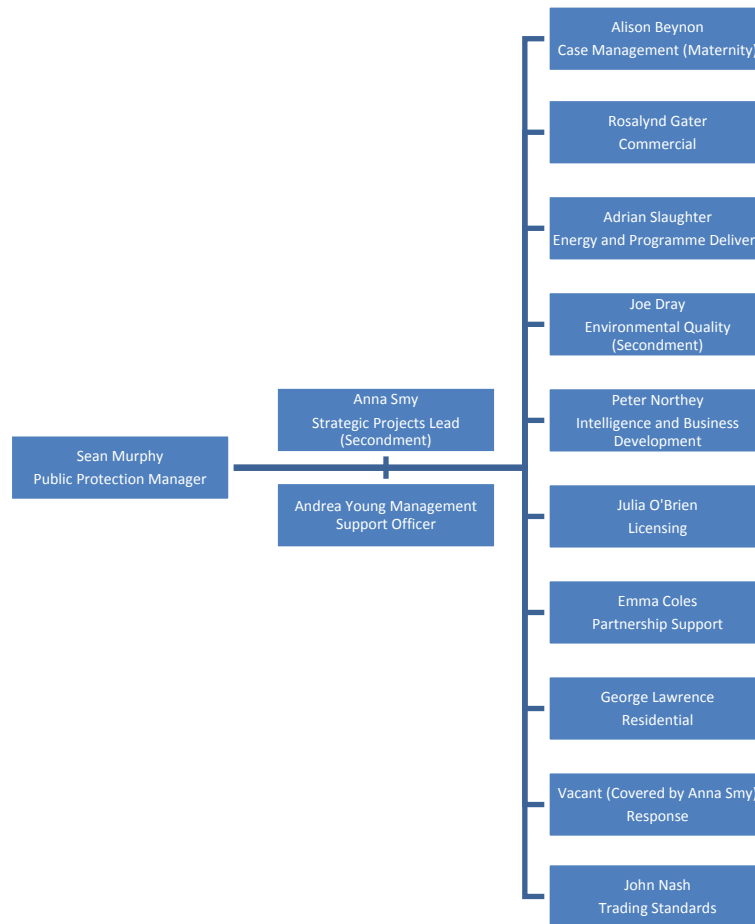 Alison Beynon
Case Management (Maternity)
Rosalynd Gater
Commercial
Adrian Slaughter
Energy and Programme Deliver
Joe Dray
Environmental Quality
(Secondment)
Anna Smy
Strategic Projects Lead
(Secondment)
Peter Northey
Intelligence and Business
Development
Sean Murphy
Public Protection Manager
Andrea Young Management
Support Officer
Julia O'Brien
Licensing
Emma Coles
Partnership Support
George Lawrence
Residential
Vacant (Covered by Anna Smy)
Response
John Nash
Trading Standards